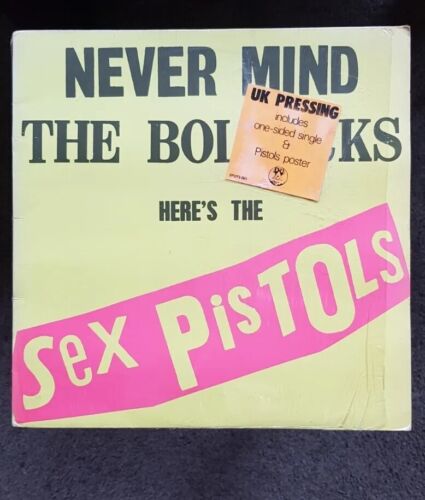 NEVER MIND
THE BOL CKS
UK PRESSING
includes
one-sided single
&
Pistols poster
HERE'S THE
Sex PisTOLs